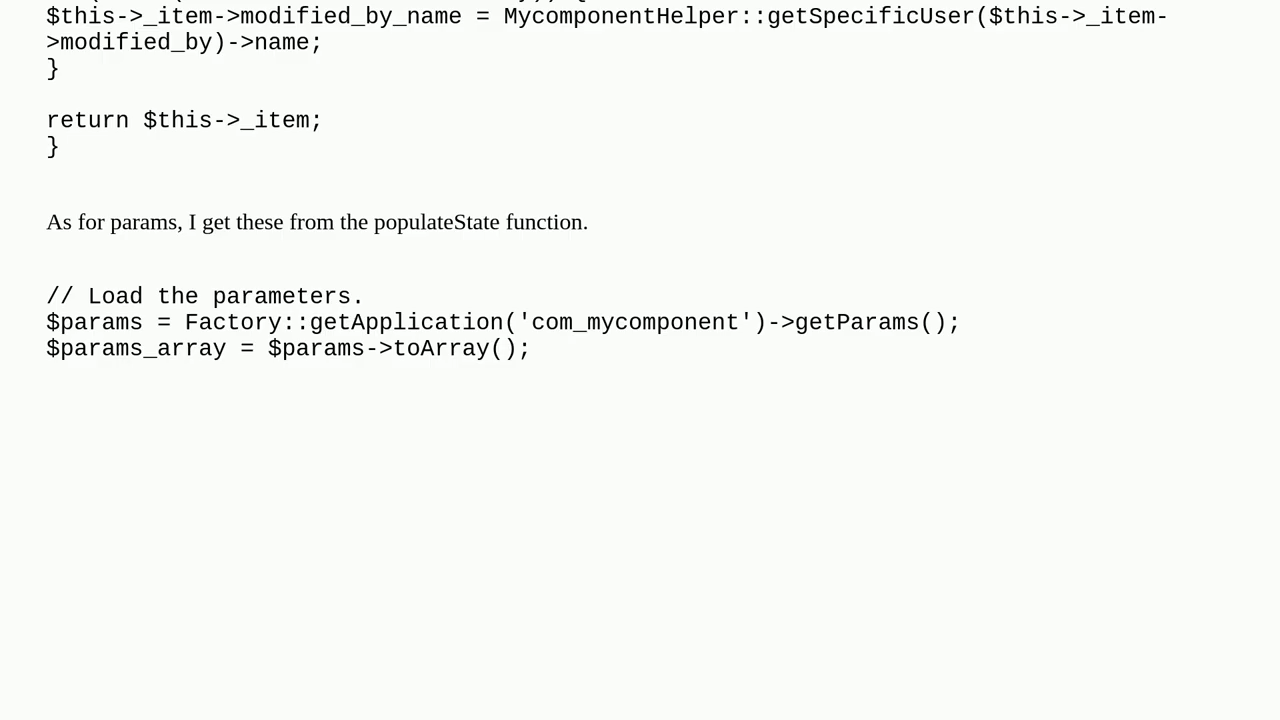 $this->_item->modified_by_name = MycomponentHelper::getSpecificUser($this->_item-
>modified_by)->name;
}
return $this->_item;
}
As for params, I get these from the populateState function.
// Load the parameters.
$params = Factory::getApplication('com_mycomponent')->getParams();
$params_array = $params->toArray();